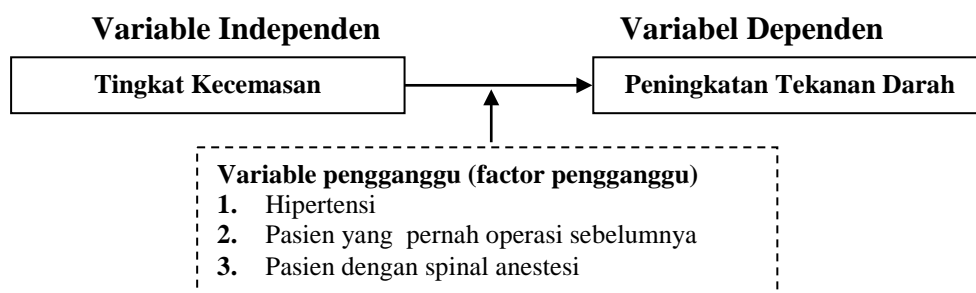 Variable Independen
Variabel Dependen
Tingkat Kecemasan
Peningkatan Tekanan Darah
Variable pengganggu (factor pengganggu)
1. Hipertensi
2. Pasien yang pernah operasi sebelumnya
3. Pasien dengan spinal anestesi